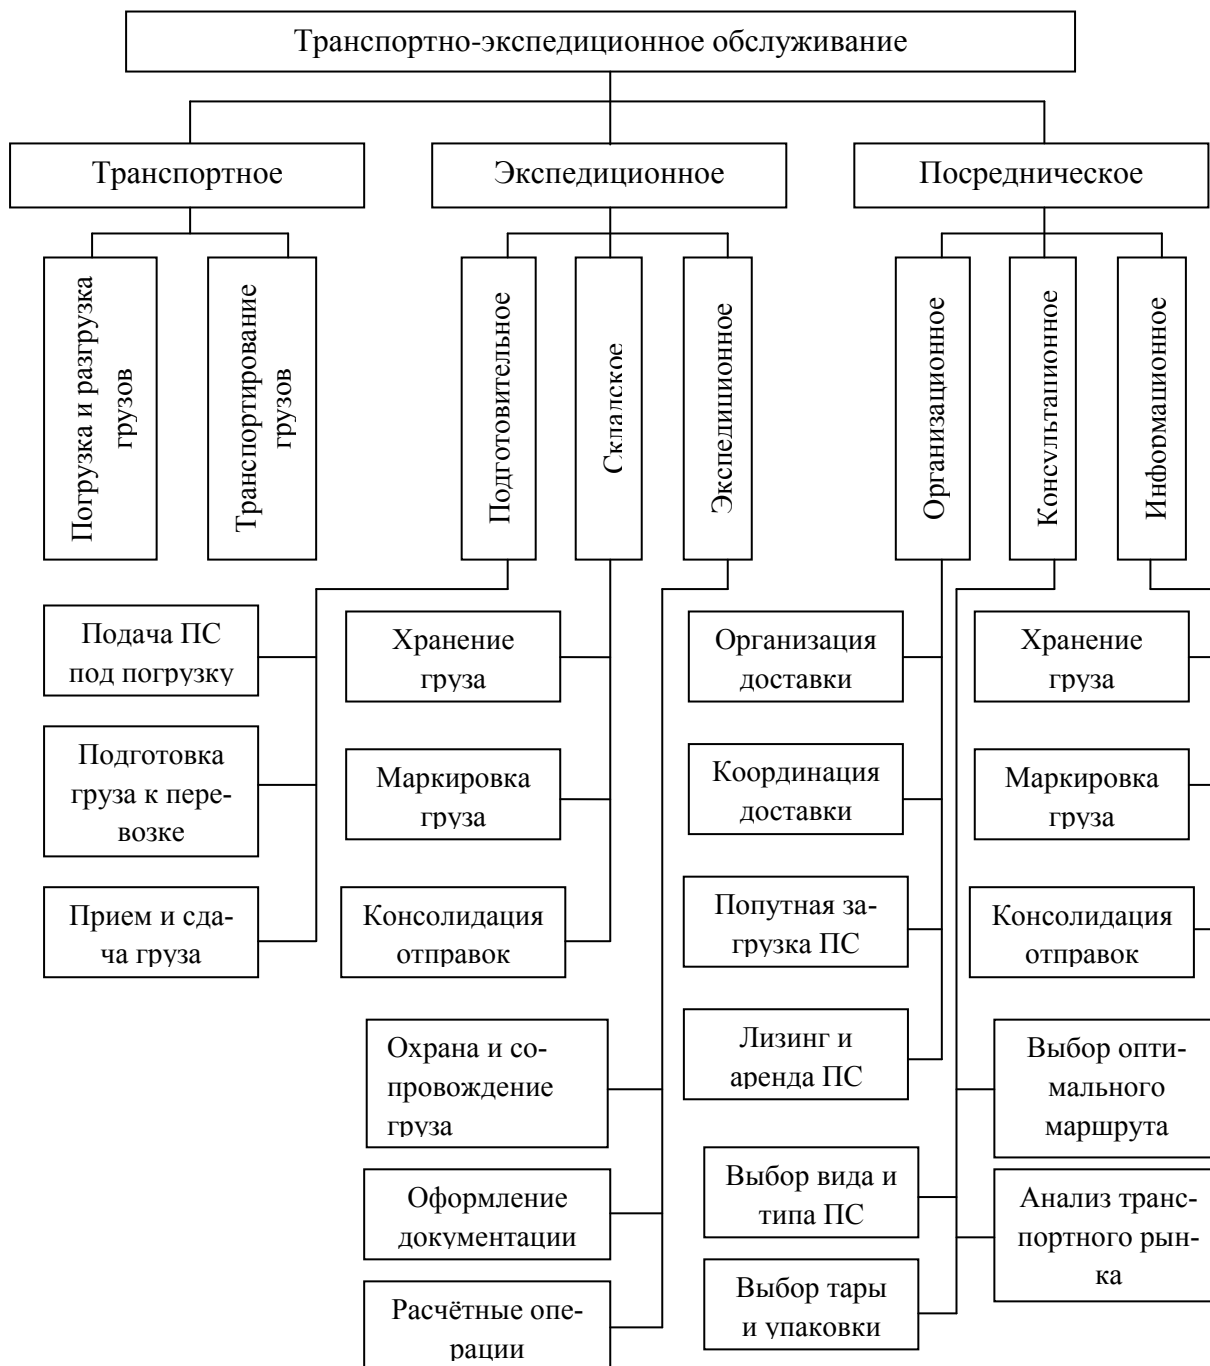 Транспортно-экспедиционное обслуживание
Транспортное
Экспедиционное
Посредническое
Погрузка и разгрузка
грузов
Транспортирование
грузов
Подготовительное
Складское
Экспедиционное
Организационное
Консультационное
Информационное
Подача ПС
под погрузку
Хранение
груза
Организация
доставки
Хранение
груза
Подготовка
груза к пере-
возке
Маркировка
груза
Координация
доставки
Маркировка
груза
Прием и сда-
ча груза
Консолидация
отправок
Попутная за-
грузка ПС
Консолидация
отправок
Охрана и со-
провождение
груза
Лизинг и
аренда ПС
Выбор опти-
мального
маршрута
Оформление
документации
Выбор вида и
типа ПС
Анализ транс-
портного рын-
ка
Расчётные опе-
рации
Выбор тары
и упаковки